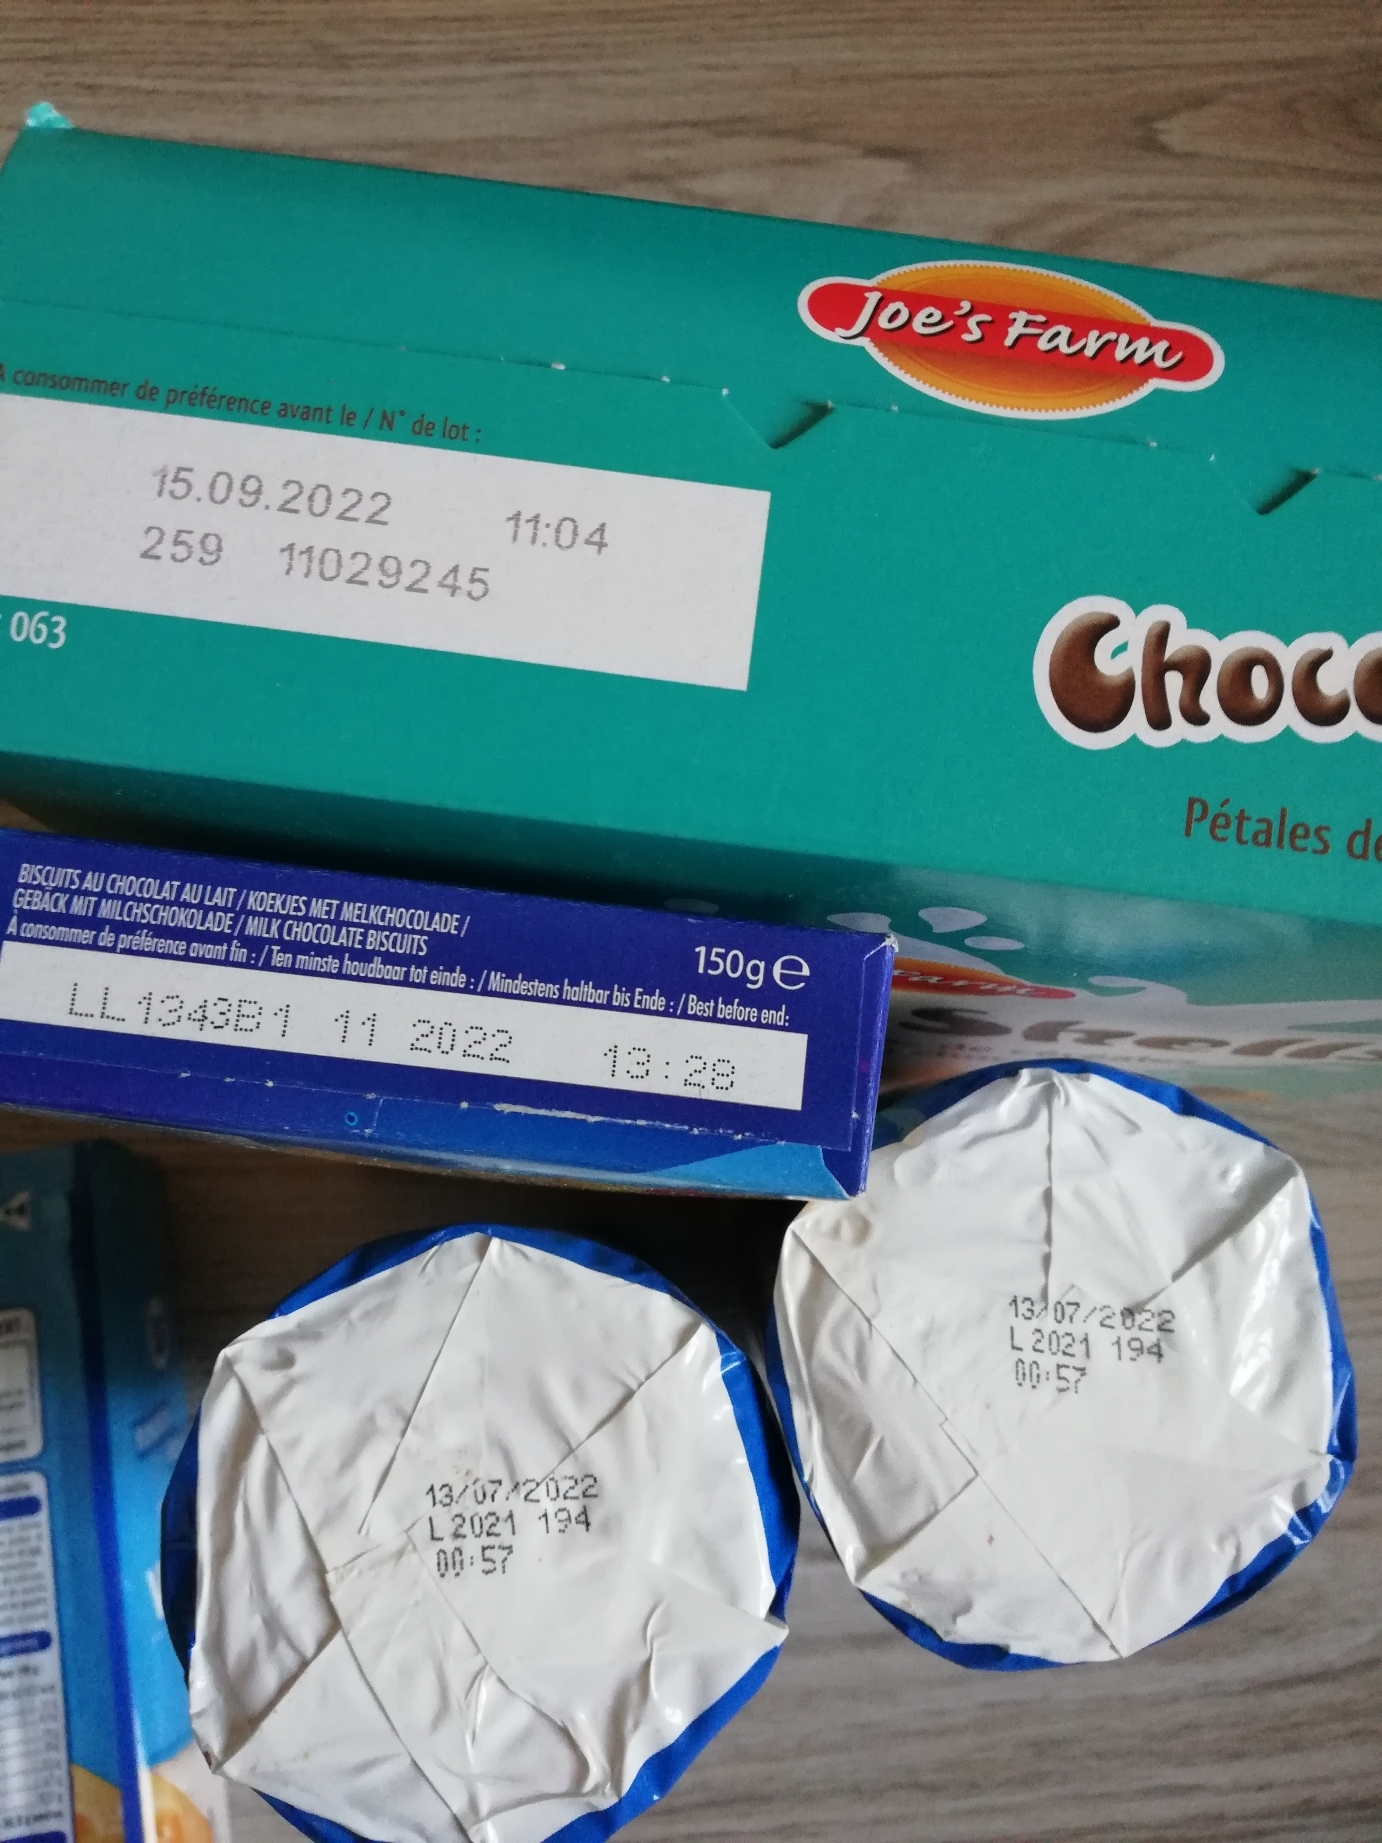 Joe's Farm
A consommer de préférence avant le / N° de lot :
15.09.2022 11:04
259 11029245
063
Choco
Pétales de
BISCUITS AU CHOCOLAT AU LAIT / KOEKJES MET MELKCHOCOLADE /
GEBÄCK MIT MILCHSCHOKOLADE / MILK CHOCOLATE BISCUITS
À consommer de préférence avant fin : / Ten minste houdbaar tot einde : / Mindestens haltbar bis Ende : / Best before end:
150g e
LL1343B1 11 2022 13:28
Shells
13/07/2022
L 2021 194
00:57
13/07/2022
L 2021 194
00:57